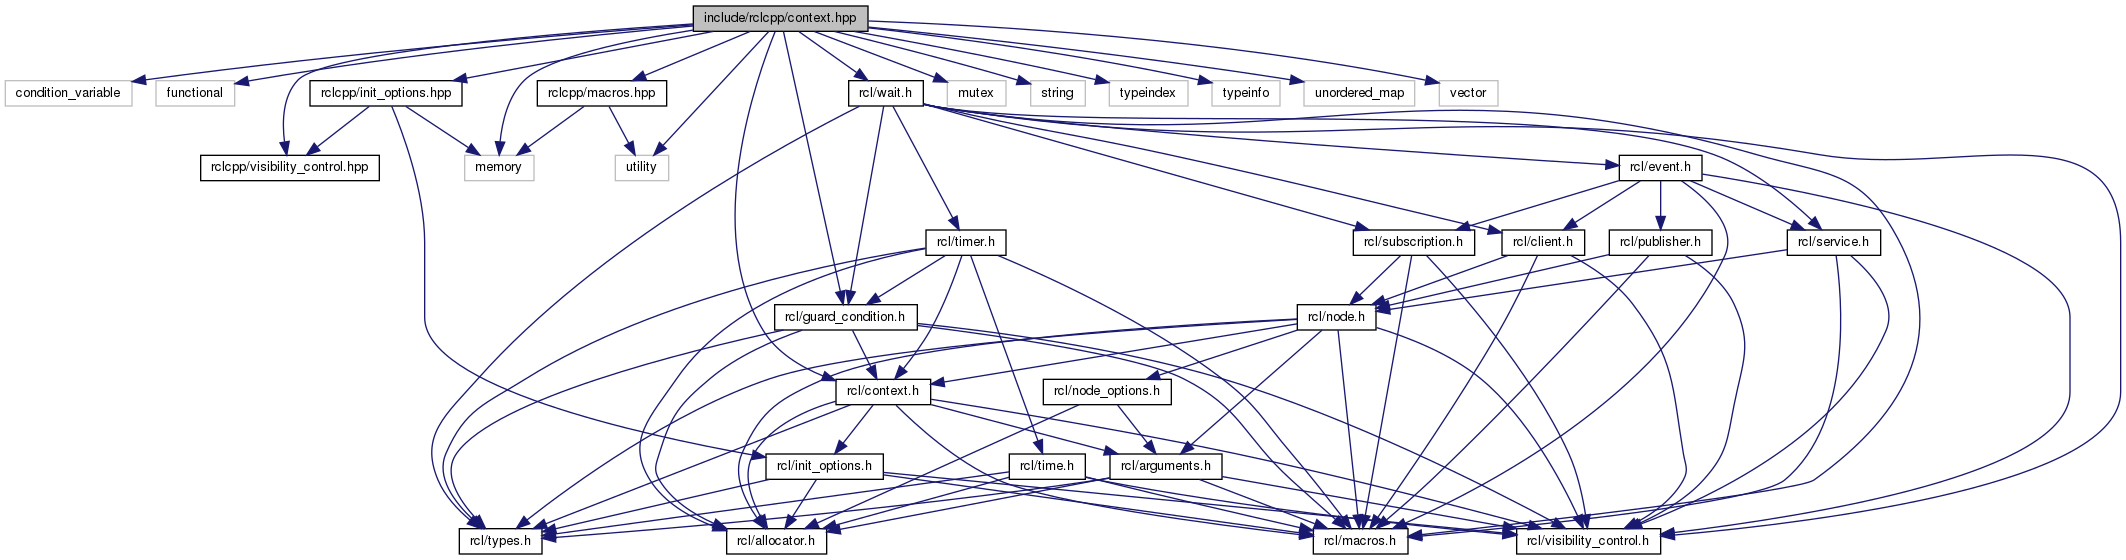 include/rclcpp/context.hpp
condition_variable
functional
rclcpp/init_options.hpp
rclcpp/macros.hpp
rcl/wait.h
mutex
string
typeindex
typeinfo
unordered_map
vector
rclcpp/visibility_control.hpp
memory
utility
rcl/event.h
rcl/timer.h
rcl/subscription.h
rcl/client.h
rcl/publisher.h
rcl/service.h
rcl/guard_condition.h
rcl/node.h
rcl/context.h
rcl/node_options.h
rcl/init_options.h
rcl/time.h
rcl/arguments.h
rcl/types.h
rcl/allocator.h
rcl/macros.h
rcl/visibility_control.h